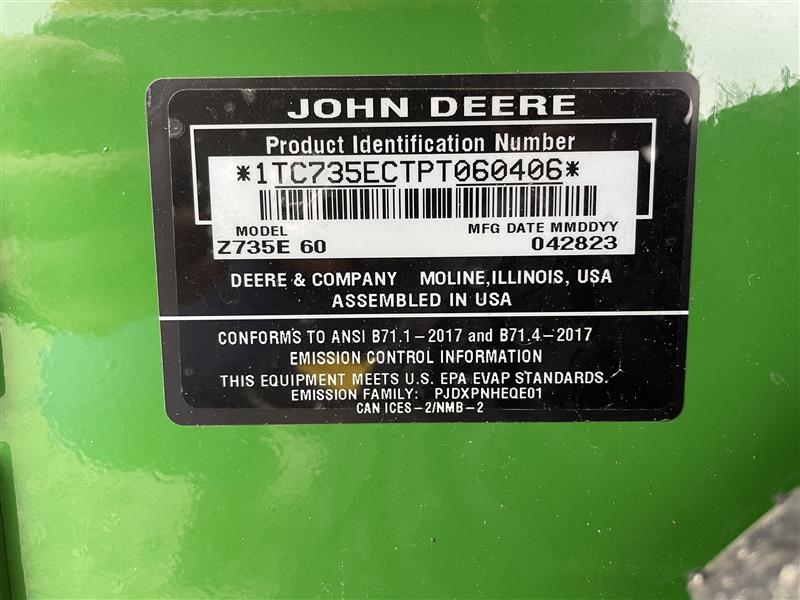 JOHN DEERE
Product Identification Number
*1TC735ECTPT060406*
MODEL MFG DATE MMDDYY
Z735E 60 042823
DEERE & COMPANY MOLINE,ILLINOIS, USA
ASSEMBLED IN USA
CONFORMS TO ANSI B71.1-2017 and B71.4-2017
EMISSION CONTROL INFORMATION
THIS EQUIPMENT MEETS U.S. EPA EVAP STANDARDS.
EMISSION FAMILY: PJDXPNHEQE01
CAN ICES-2/NMB-2